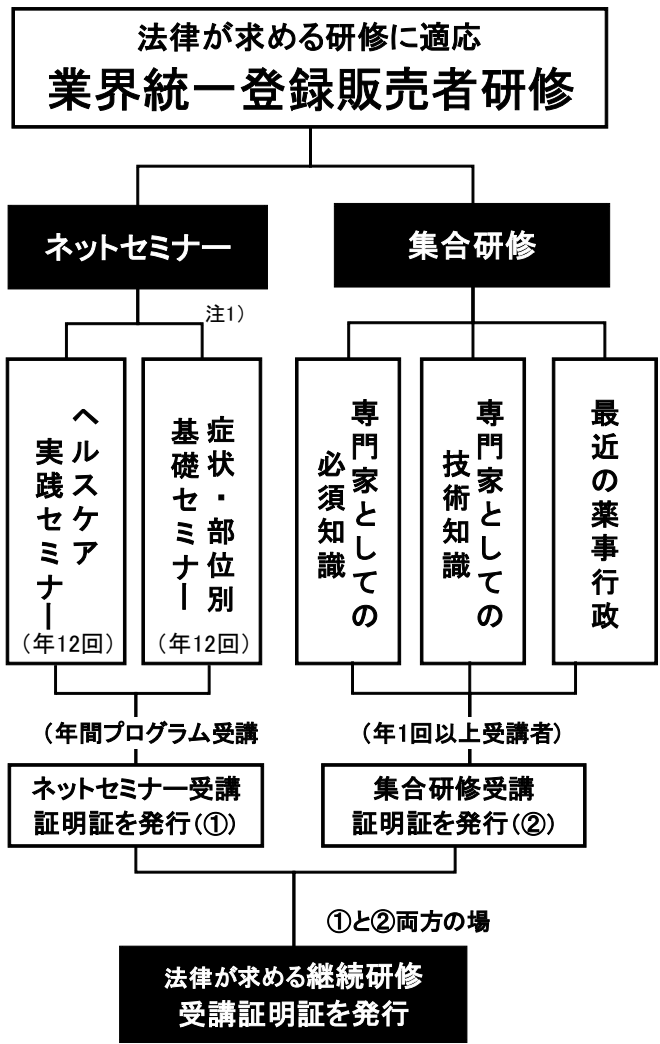 法律が求める研修に適応
業界統一登録販売者研修
ネットセミナー
集合研修
注1）
ヘルスケア
実践セミナー
（年12回）
症状・部位別
基礎セミナー
（年12回）
専門家としての
必須知識
専門家としての
技術知識
最近の薬事行政
（年間プログラム受講
（年1回以上受講者）
ネットセミナー受講
証明証を発行（①）
集合研修受講
証明証を発行（②）
①と②両方の場
法律が求める継続研修
受講証明証を発行